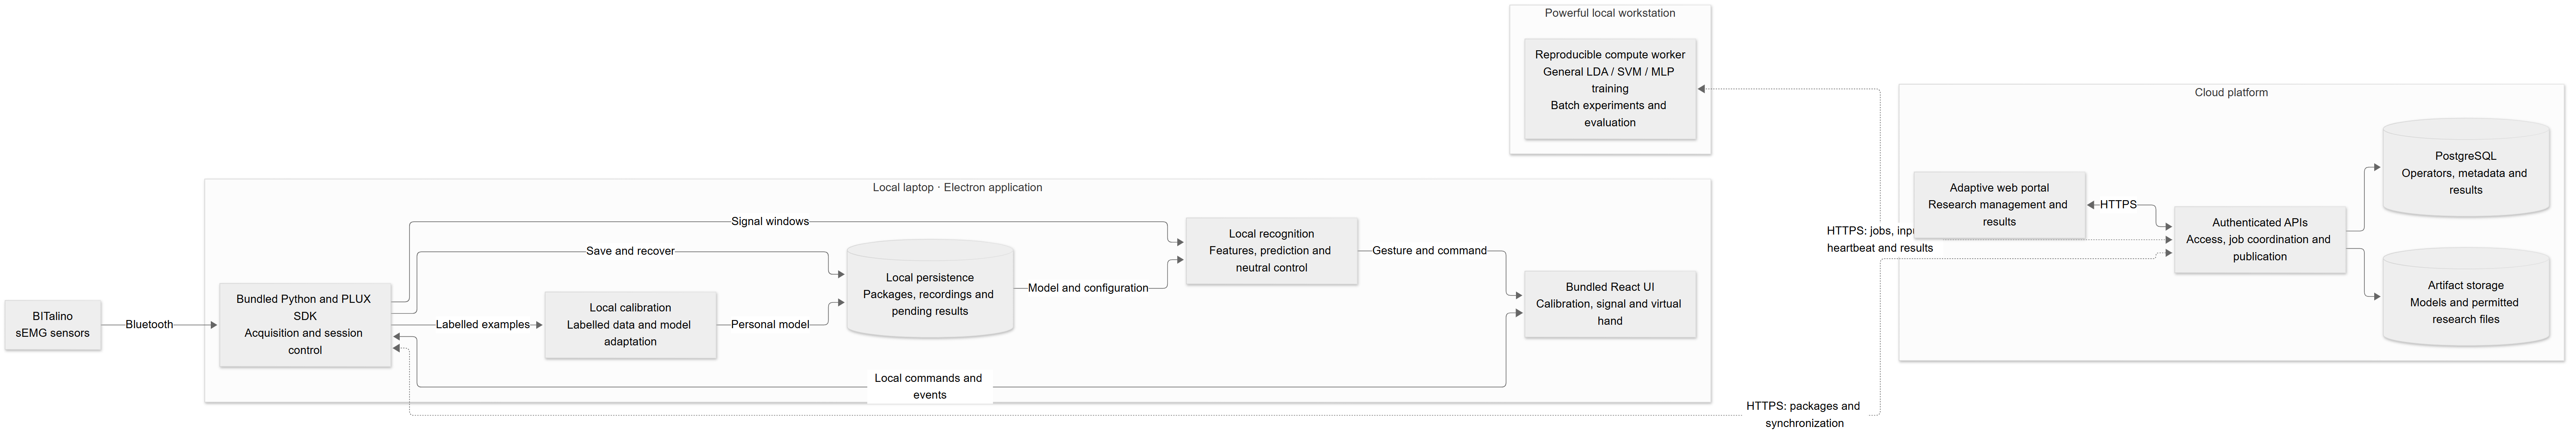 Powerful local workstation
Reproducible compute worker
General LDA / SVM / MLP
training
Batch experiments and
evaluation
Cloud platform
PostgreSQL
Operators, metadata and
results
Adaptive web portal
Research management and
results
HTTPS
Authenticated APIs
Access, job coordination and
publication
Artifact storage
Models and permitted
research files
HTTPS: jobs,
heartbeat and results
Local laptop · Electron application
Signal windows
Save and recover
Local recognition
Features, prediction and
neutral control
Gesture and command
Local persistence
Packages, recordings and
pending results
Model and configuration
Bundled React UI
Calibration, signal and virtual
hand
BITalino
sEMG sensors
Bluetooth
Bundled Python and PLUX
SDK
Acquisition and session
control
Labelled examples
Local calibration
Labelled data and model
adaptation
Personal model
Local commands and
events
HTTPS: packages and
synchronization